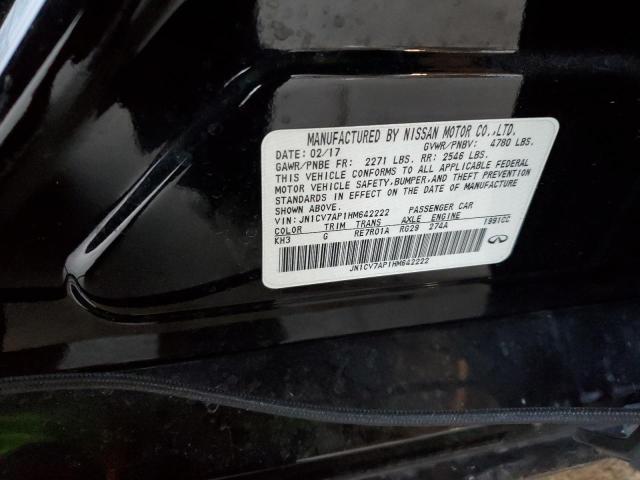 MANUFACTURED BY NISSAN MOTOR CO.,LTD.
DATE: 02/17 GVWR/PNBV: 4780 LBS.
GAWR/PNBE FR: 2271 LBS. RR: 2546 LBS.
THIS VEHICLE CONFORMS TO ALL APPLICABLE FEDERAL
MOTOR VEHICLE SAFETY,BUMPER,AND THEFT PREVENTION
STANDARDS IN EFFECT ON THE DATE OF MANUFACTURE
SHOWN ABOVE.
VIN: JN1CV7AP1HM642222 PASSENGER CAR
COLOR TRIM TRANS AXLE ENGINE 1991CC
KH3 G RE7R01A RG29 274A
JN1CV7AP1HM642222